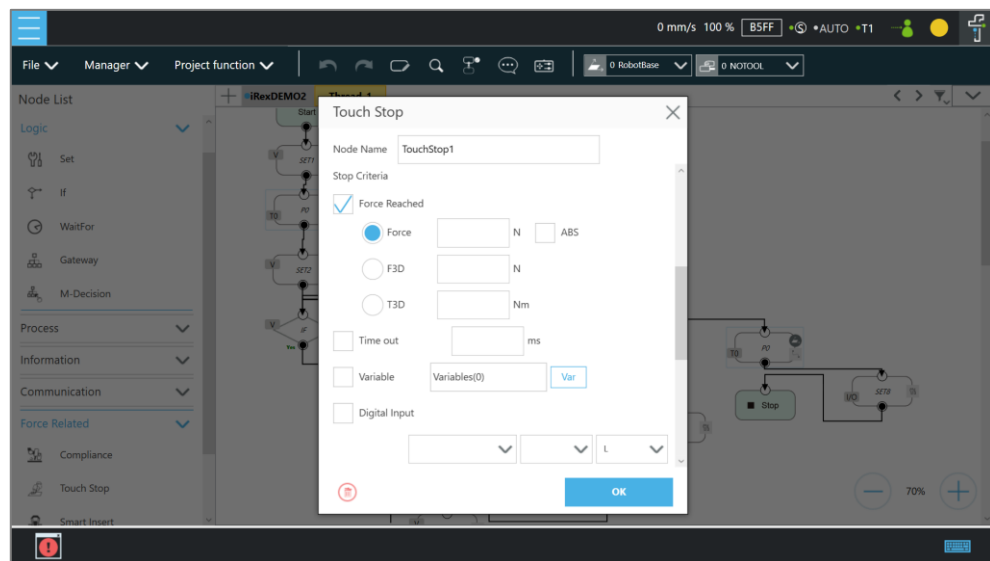 0 mm/s 100 % B5FF •Ⓢ •AUTO •T1
File Manager Project function 0 RobotBase 0 NOTOOL
Node List
iRexDEMO2 Thread_1
Logic
Set
If
WaitFor
Gateway
M-Decision
Process
Information
Communication
Force Related
Compliance
Touch Stop
Smart Insert
Start
V SET1
T0 P0
V SET2
V IF
Yes
Touch Stop
Node Name TouchStop1
Stop Criteria
Force Reached
Force N ABS
F3D N
T3D Nm
Time out ms
Variable Variables(0) Var
Digital Input
L
OK
T0 P0
Stop
I/O SET8
70%